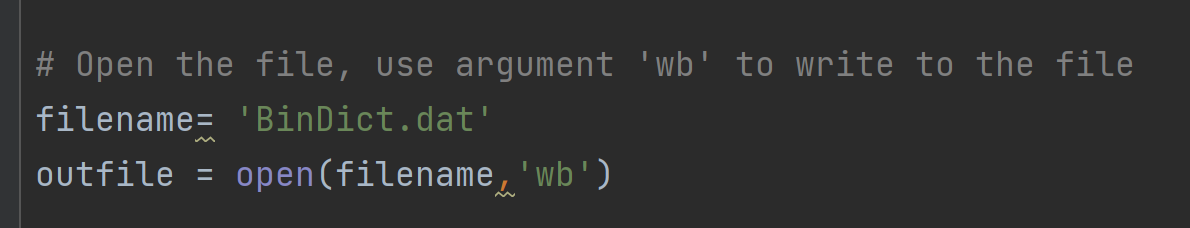 # Open the file, use argument 'wb' to write to the file
filename= 'BinDict.dat'
outfile = open(filename,'wb')